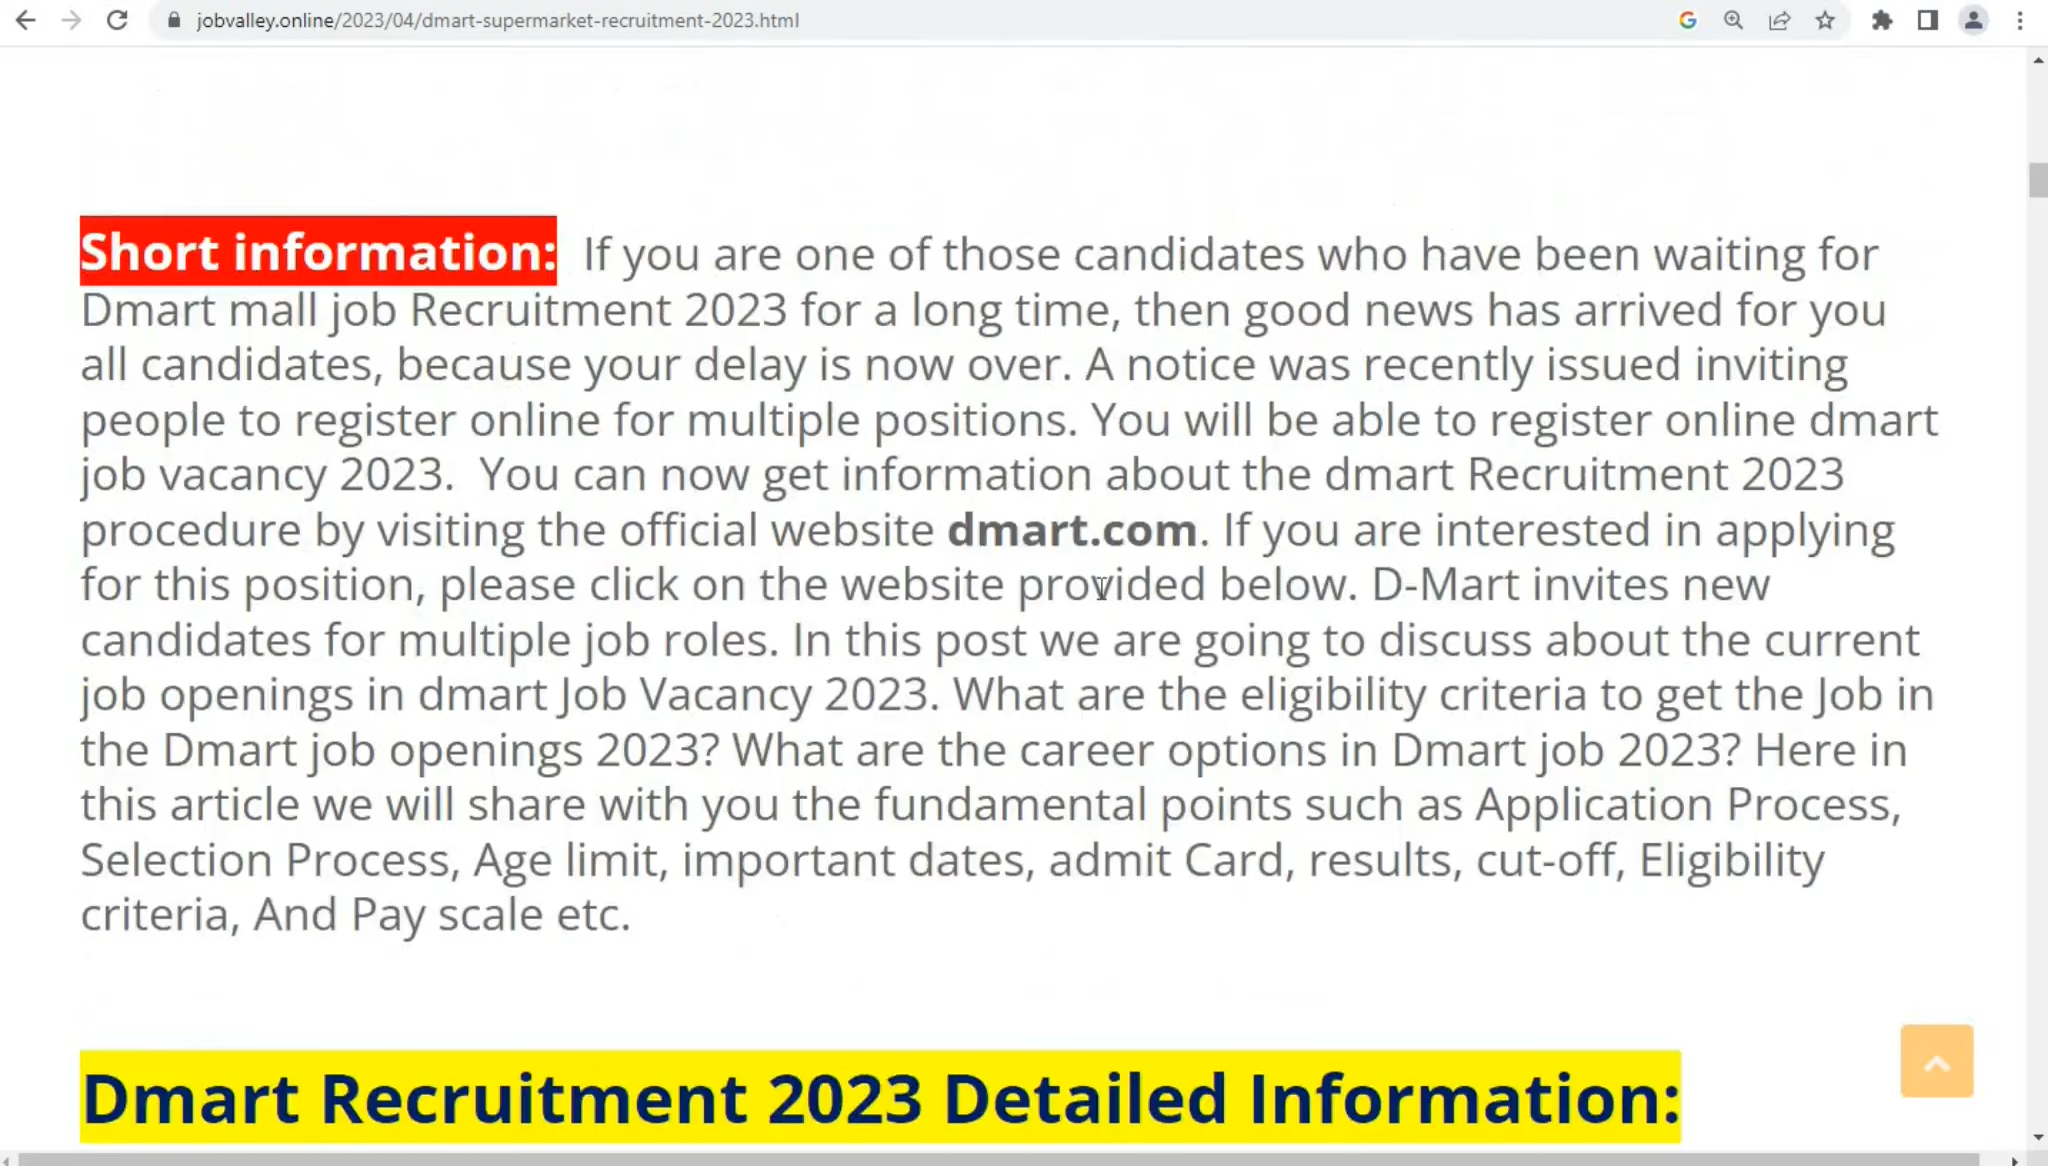 jobvalley.online/2023/04/dmart-supermarket-recruitment-2023.html
Short information: If you are one of those candidates who have been waiting for
Dmart mall job Recruitment 2023 for a long time, then good news has arrived for you
all candidates, because your delay is now over. A notice was recently issued inviting
people to register online for multiple positions. You will be able to register online dmart
job vacancy 2023. You can now get information about the dmart Recruitment 2023
procedure by visiting the official website dmart.com. If you are interested in applying
for this position, please click on the website provided below. D-Mart invites new
candidates for multiple job roles. In this post we are going to discuss about the current
job openings in dmart Job Vacancy 2023. What are the eligibility criteria to get the Job in
the Dmart job openings 2023? What are the career options in Dmart job 2023? Here in
this article we will share with you the fundamental points such as Application Process,
Selection Process, Age limit, important dates, admit Card, results, cut-off, Eligibility
criteria, And Pay scale etc.
Dmart Recruitment 2023 Detailed Information: